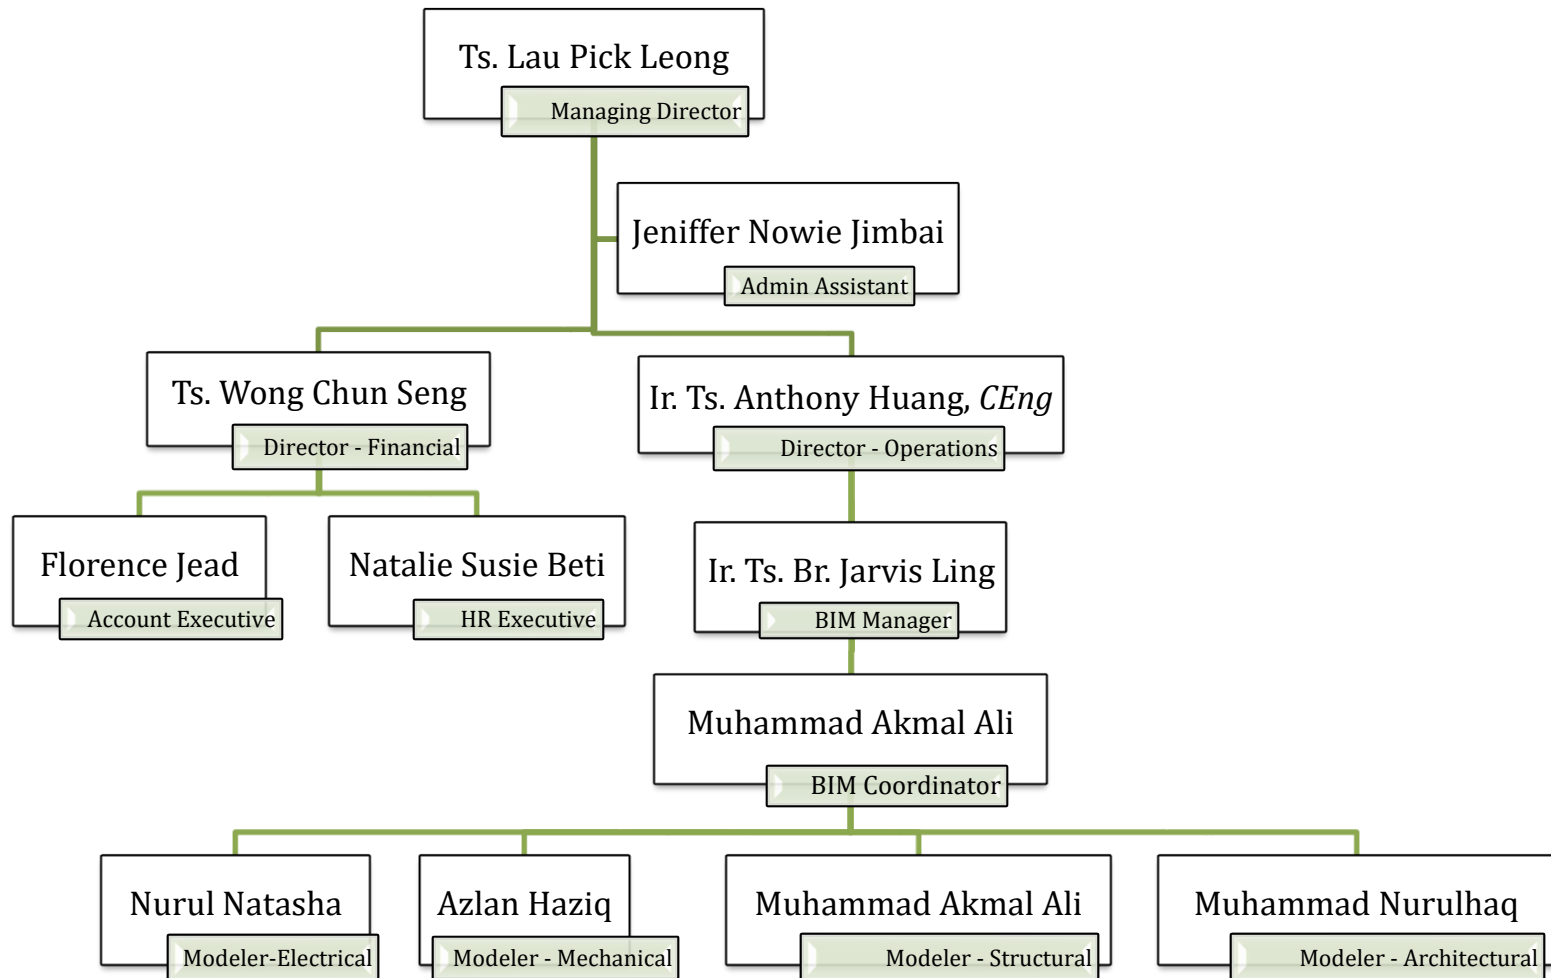 Ts. Lau Pick Leong
Managing Director
Jeniffer Nowie Jimbai
Admin Assistant
Ts. Wong Chun Seng
Director - Financial
Ir. Ts. Anthony Huang, CEng
Director - Operations
Florence Jead
Account Executive
Natalie Susie Beti
HR Executive
Ir. Ts. Br. Jarvis Ling
BIM Manager
Muhammad Akmal Ali
BIM Coordinator
Nurul Natasha
Modeler-Electrical
Azlan Haziq
Modeler - Mechanical
Muhammad Akmal Ali
Modeler - Structural
Muhammad Nurulhaq
Modeler - Architectural